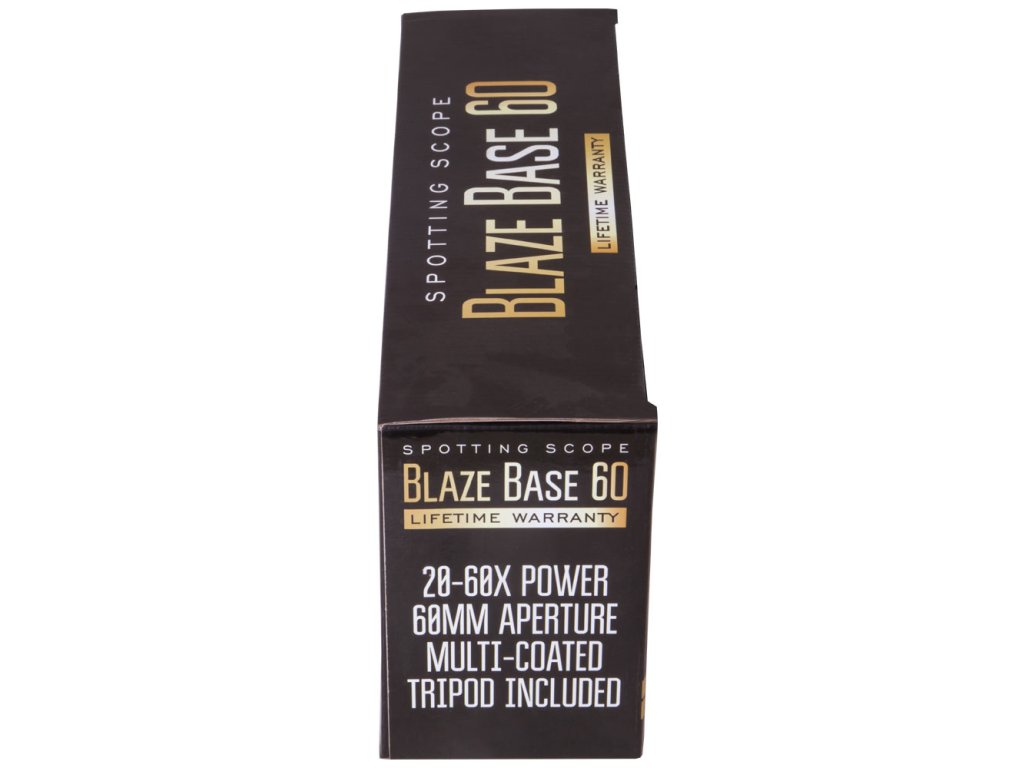 SPOTTING SCOPE
BLAZE BASE 60
LIFETIME WARRANTY
SPOTTING SCOPE
BLAZE BASE 60
LIFETIME WARRANTY
20-60X POWER
60MM APERTURE
MULTI-COATED
TRIPOD INCLUDED